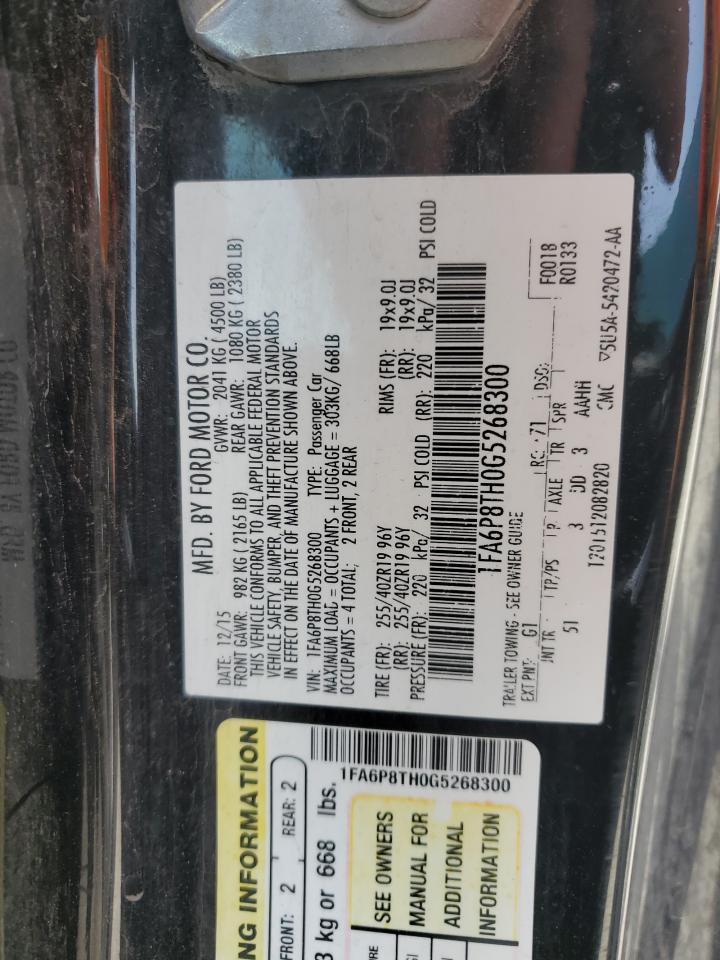 MFD. BY FORD MOTOR CO.
DATE: 12/15 GVWR: 2041 KG ( 4500 LB)
FRONT GAWR: 982 KG ( 2165 LB) REAR GAWR: 1080 KG ( 2380 LB)
THIS VEHICLE CONFORMS TO ALL APPLICABLE FEDERAL MOTOR
VEHICLE SAFETY, BUMPER, AND THEFT PREVENTION STANDARDS
IN EFFECT ON THE DATE OF MANUFACTURE SHOWN ABOVE.
VIN: 1FA6P8TH0G5268300 TYPE: Passenger Car
MAXIMUM LOAD = OCCUPANTS + LUGGAGE = 303KG/ 668LB
OCCUPANTS = 4 TOTAL; 2 FRONT, 2 REAR
TIRE (FR): 255/40ZR19 96Y RIMS (FR): 19x9.0J
(RR): 255/40ZR19 96Y (RR): 19x9.0J
PRESSURE (FR): 220 kPa/ 32 PSI COLD (RR): 220 kPa/ 32 PSI COLD
1FA6P8TH0G5268300
TRAILER TOWING - SEE OWNER GUIDE
EXT PNT: G1 RC: 71 DSO: F0018
R0133
INT TR TP/PS R AXLE TR SPR
51 3 3 AAHH
1201512082820 CMC 5U5A-5420472-AA
NG INFORMATION
FRONT: 2 REAR: 2
3 kg or 668 lbs.
1FA6P8TH0G5268300
SEE OWNERS
MANUAL FOR
ADDITIONAL
INFORMATION